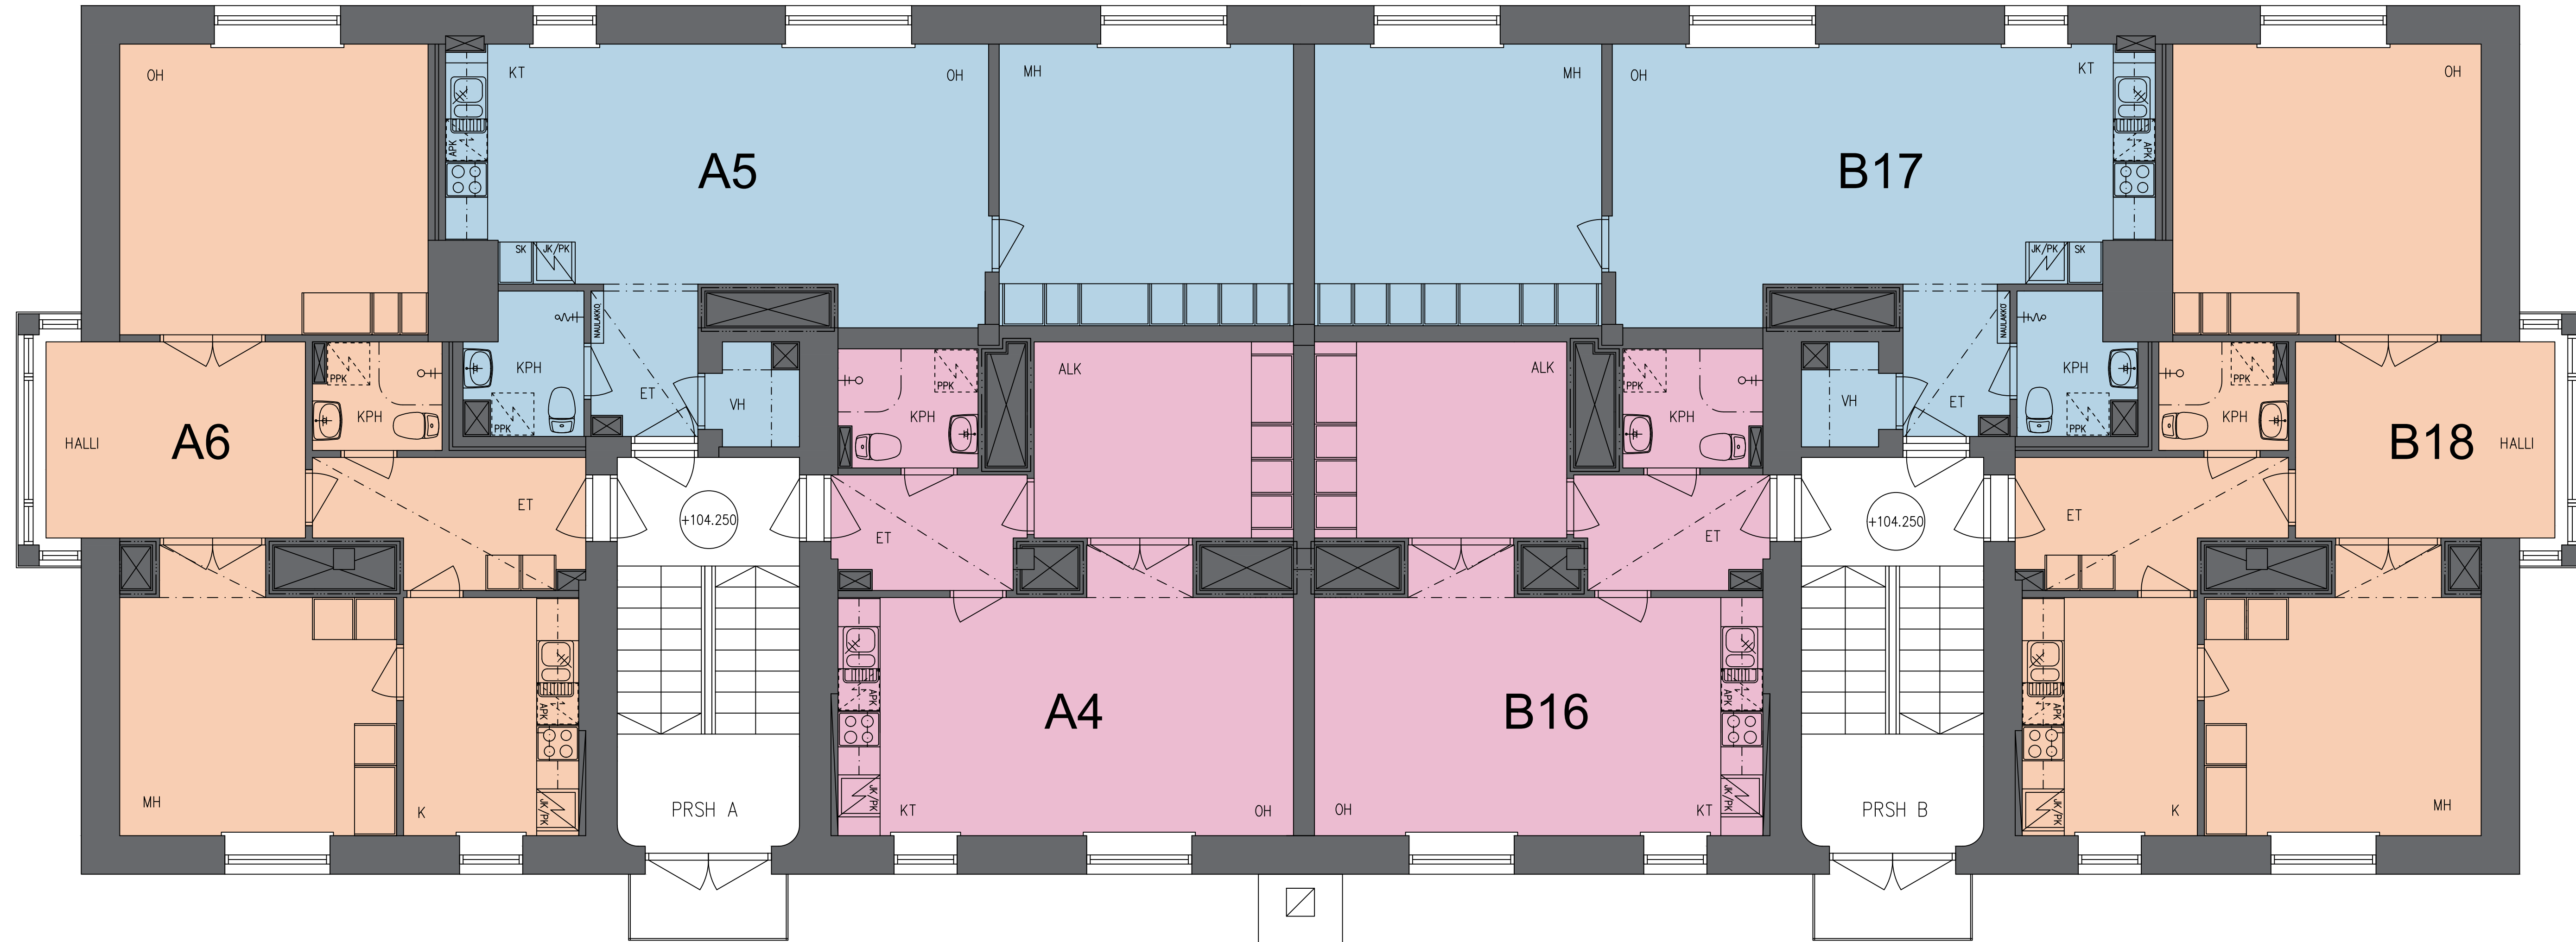 OH
KT
OH
MH
MH
OH
KT
OH
APK
A5
B17
APK
SK
JK/PK
JK/PK
SK
NAULAKKO
NAULAKKO
KPH
PPK
ET
VH
PPK
KPH
ALK
ALK
PPK
KPH
VH
ET
KPH
PPK
PPK
KPH
PPK
KPH
HALLI
A6
B18
HALLI
ET
+104.250
ET
ET
+104.250
ET
APK
APK
A4
B16
APK
APK
MH
K
JK/PK
PRSH A
JK/PK
KT
OH
OH
KT
JK/PK
PRSH B
JK/PK
K
MH